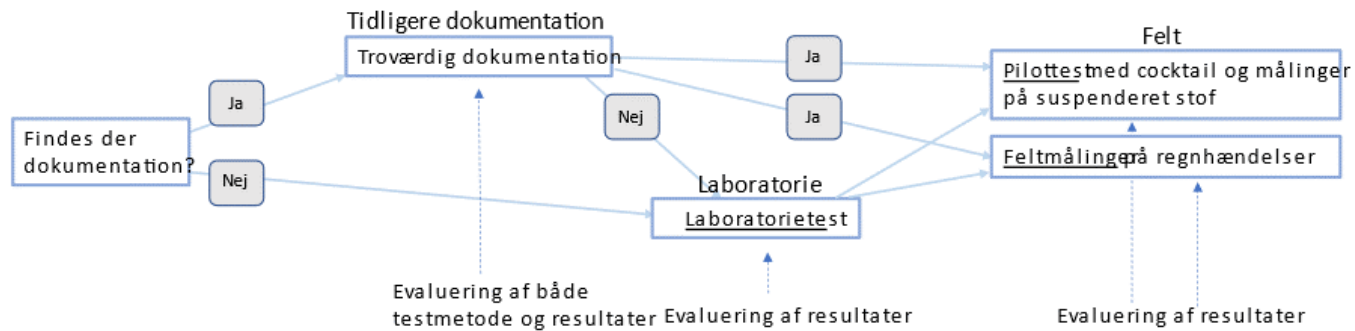 Tidligere dokumentation
Troværdig dokumentation
Ja
Felt
Pilottest med cocktail og målinger
på suspenderet stof
Ja
Nej
Ja
Findes der
dokumentation?
Nej
Feltmålinger på regnhændelser
Laboratorie
Laboratorietest
Evaluering af både
testmetode og resultater
Evaluering af resultater
Evaluering af resultater